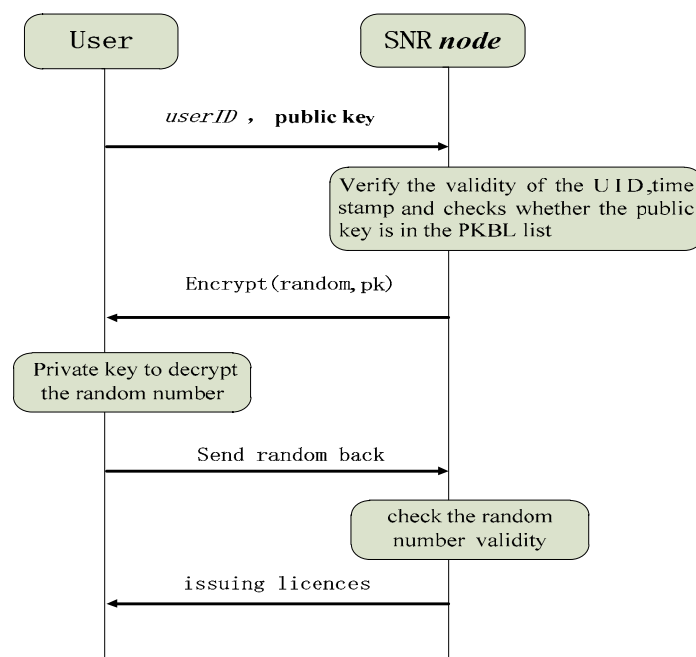 User
SNR node
userID , public key
Verify the validity of the UID,time
stamp and checks whether the public
key is in the PKBL list
Encrypt(random,pk)
Private key to decrypt
the random number
Send random back
check the random
number validity
issuing licences